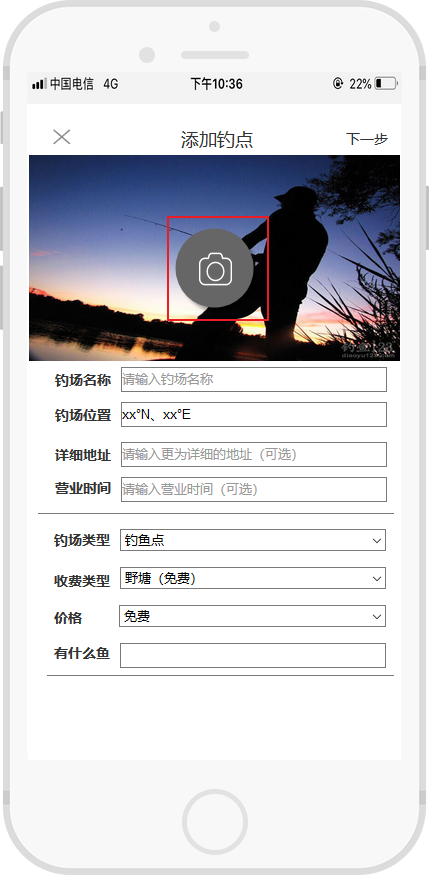 中国电信 4G 下午10:36 22%
添加钓点 下一步
钓场名称 请输入钓场名称
钓场位置 xx°N、xx°E
详细地址 请输入更为详细的地址（可选）
营业时间 请输入营业时间（可选）
钓场类型 钓鱼点
收费类型 野塘（免费）
价格 免费
有什么鱼